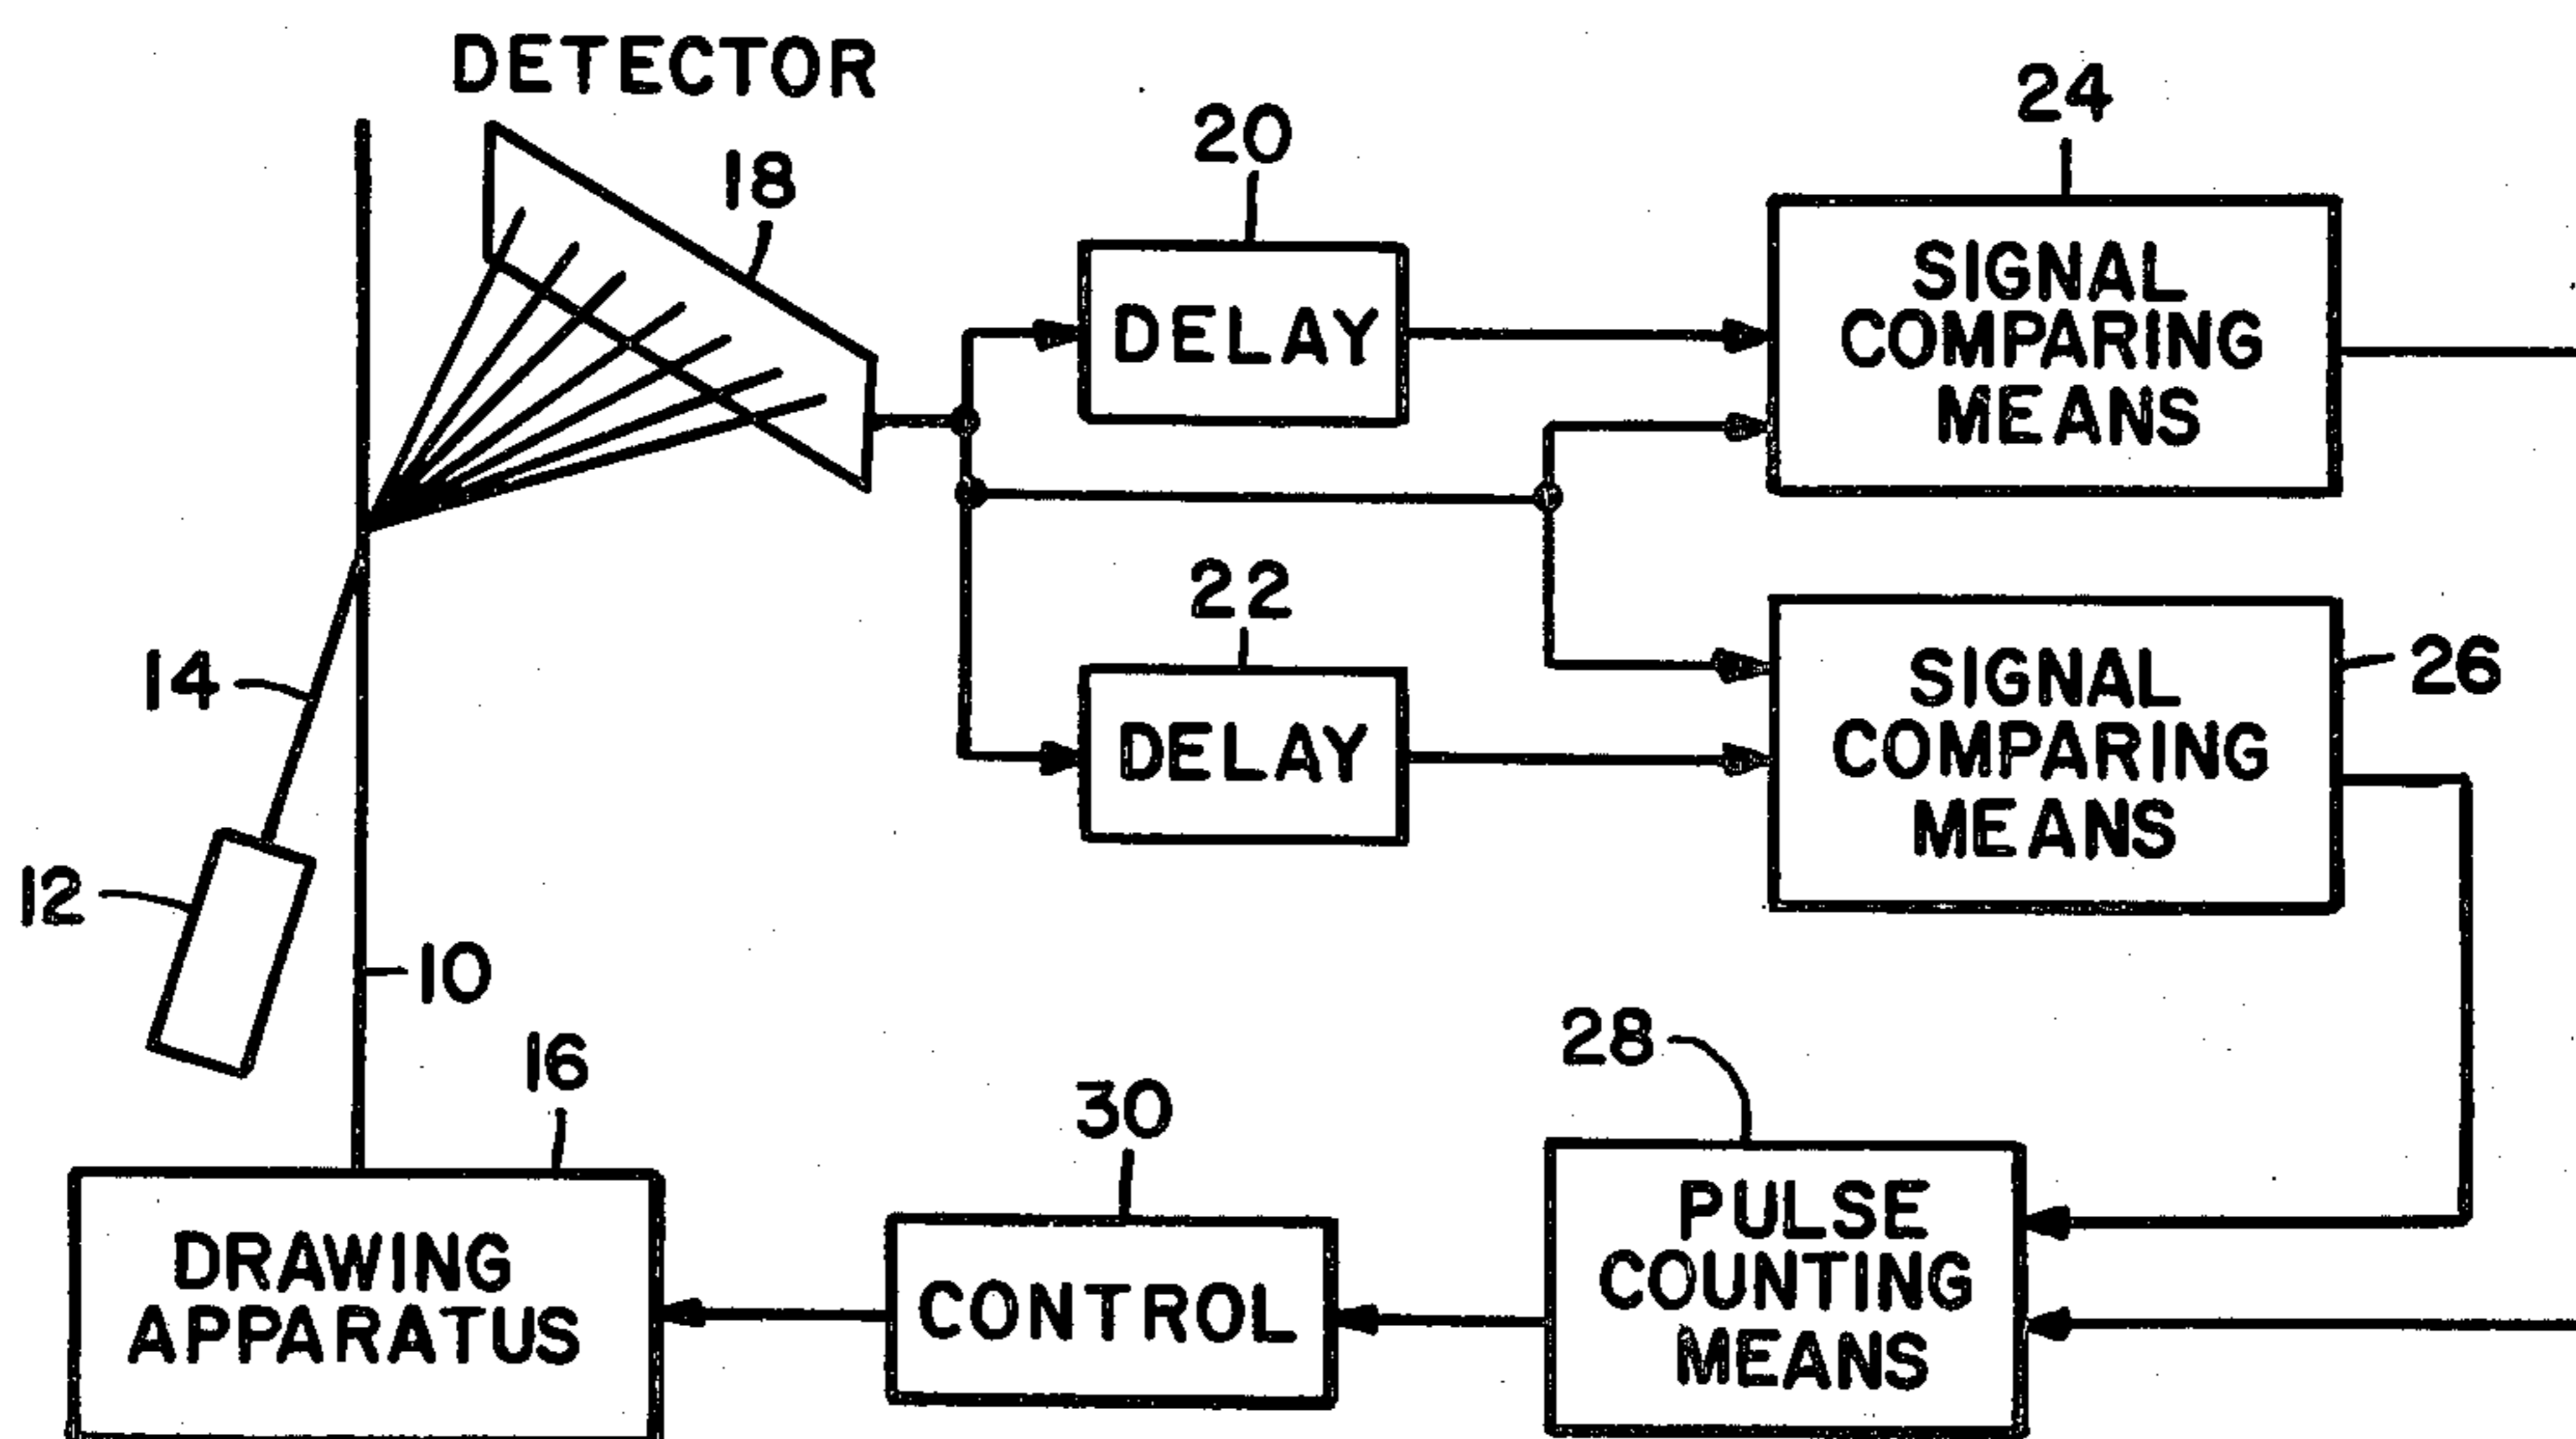 DETECTOR
18
20
24
DELAY
SIGNAL
COMPARING
MEANS
22
DELAY
SIGNAL
COMPARING
MEANS
26
14
12
10
16
DRAWING
APPARATUS
30
CONTROL
28
PULSE
COUNTING
MEANS